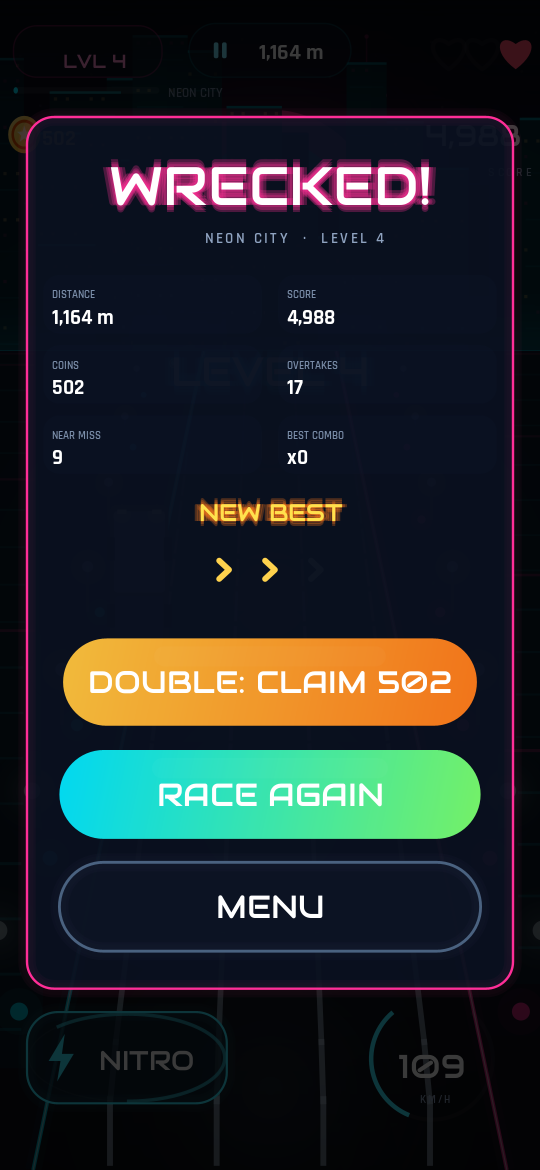 LVL 4
1,164 m
NEON CITY
502
4,988
WRECKED!
NEON CITY · LEVEL 4
DISTANCE
1,164 m
SCORE
4,988
LEVEL 4
COINS
502
OVERTAKES
17
NEAR MISS
9
BEST COMBO
x0
NEW BEST
DOUBLE: CLAIM 502
RACE AGAIN
MENU
NITRO
109
KM/H